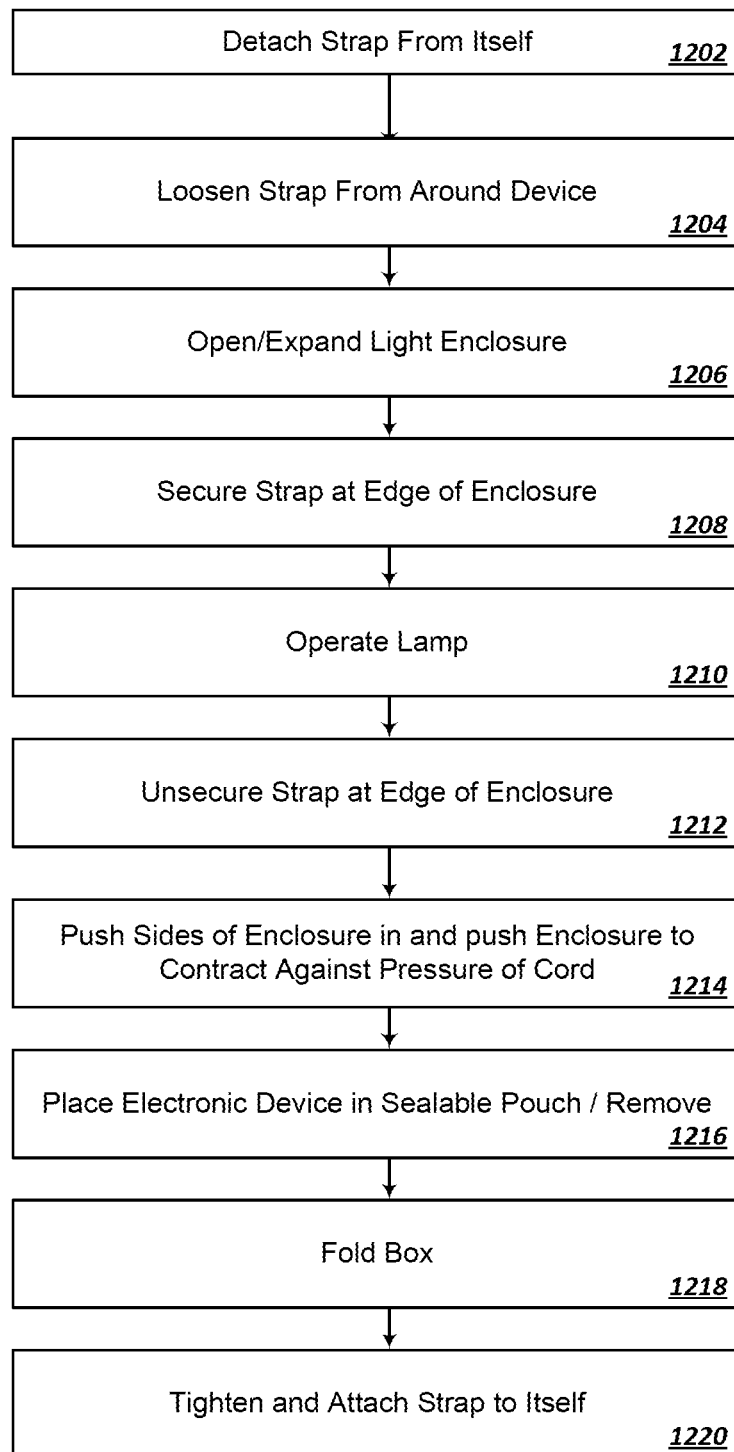 Detach Strap From Itself
1202
Loosen Strap From Around Device
1204
Open/Expand Light Enclosure
1206
Secure Strap at Edge of Enclosure
1208
Operate Lamp
1210
Unsecure Strap at Edge of Enclosure
1212
Push Sides of Enclosure in and push Enclosure to
Contract Against Pressure of Cord
1214
Place Electronic Device in Sealable Pouch / Remove
1216
Fold Box
1218
Tighten and Attach Strap to Itself
1220